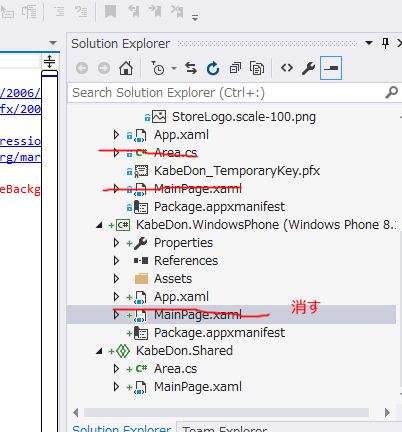 Solution Explorer
Search Solution Explorer (Ctrl+:)
StoreLogo.scale-100.png
App.xaml
Area.cs
KabeDon_TemporaryKey.pfx
MainPage.xaml
Package.appxmanifest
KabeDon.WindowsPhone (Windows Phone 8.
Properties
References
Assets
App.xaml
MainPage.xaml
消す
Package.appxmanifest
KabeDon.Shared
Area.cs
MainPage.xaml
Solution Explorer
Team Explorer
/2006/
fx/200
ressio
rg/mar
eBackg